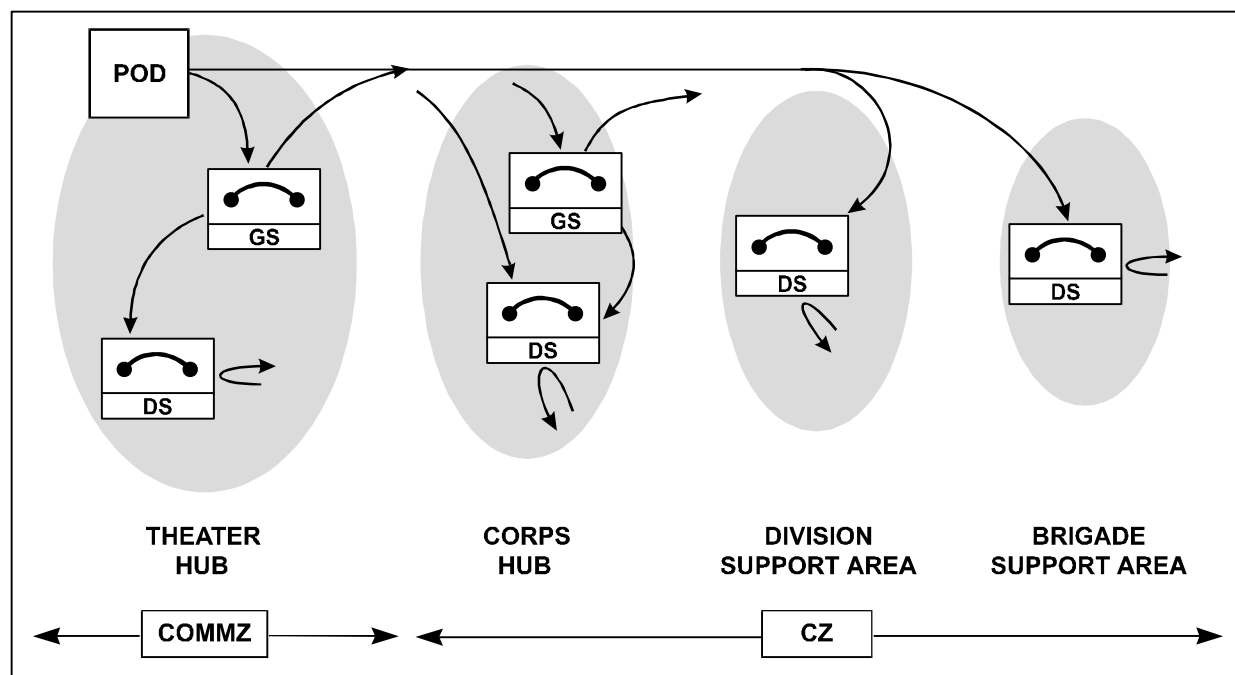 POD
GS
DS
GS
DS
DS
DS
THEATER
HUB
CORPS
HUB
DIVISION
SUPPORT AREA
BRIGADE
SUPPORT AREA
COMMZ
CZ